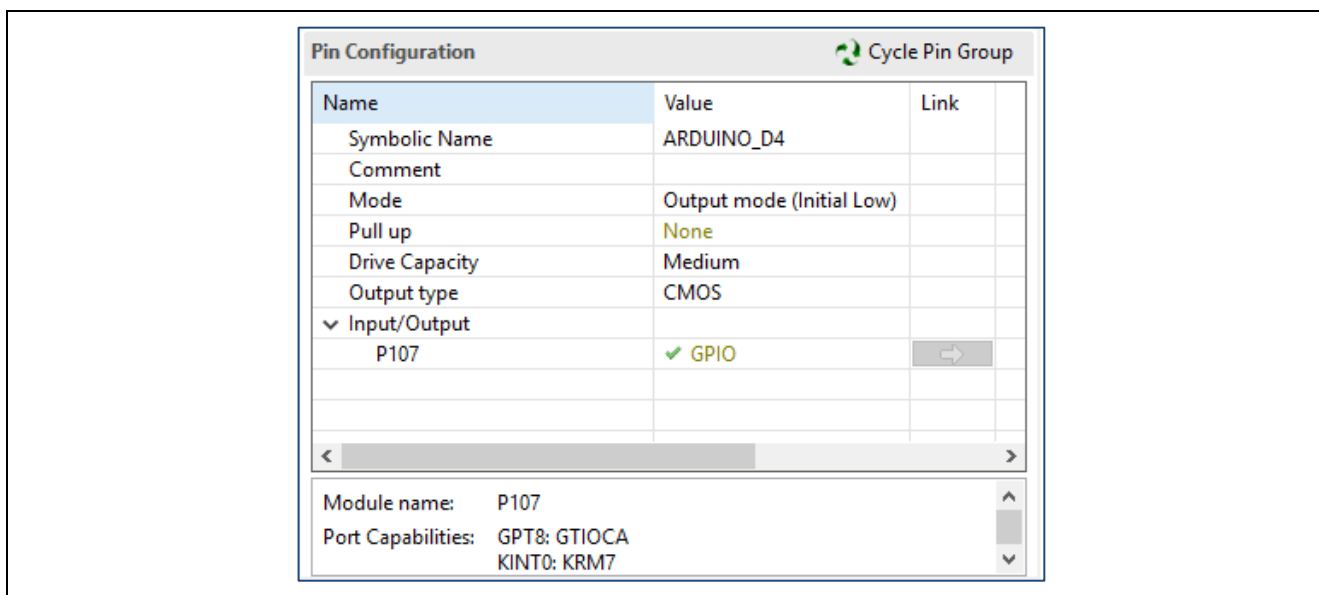 Pin Configuration Cycle Pin Group
Name Value Link
Symbolic Name ARDUINO_D4
Comment
Mode Output mode (Initial Low)
Pull up None
Drive Capacity Medium
Output type CMOS
Input/Output
P107 GPIO
Module name: P107
Port Capabilities: GPT8: GTIOCA
KINT0: KRM7